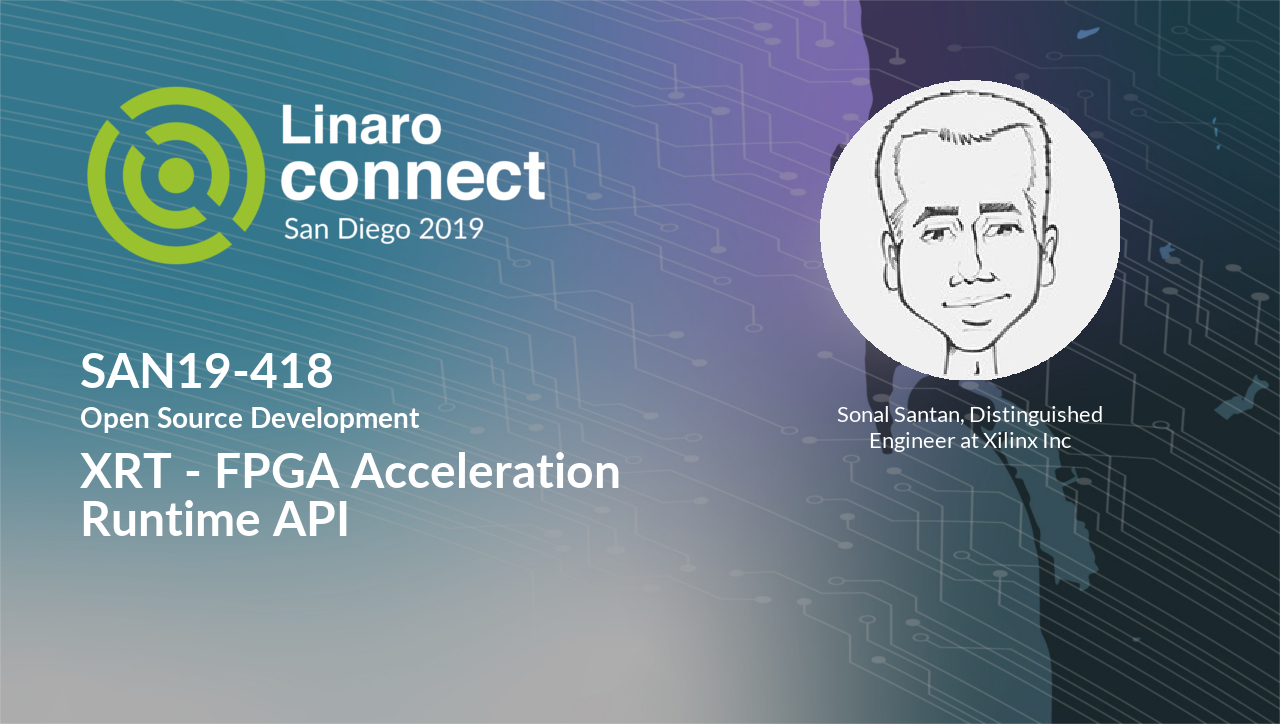 Linaro
connect
San Diego 2019
SAN19-418
Open Source Development
XRT - FPGA Acceleration
Runtime API
Sonal Santan, Distinguished
Engineer at Xilinx Inc